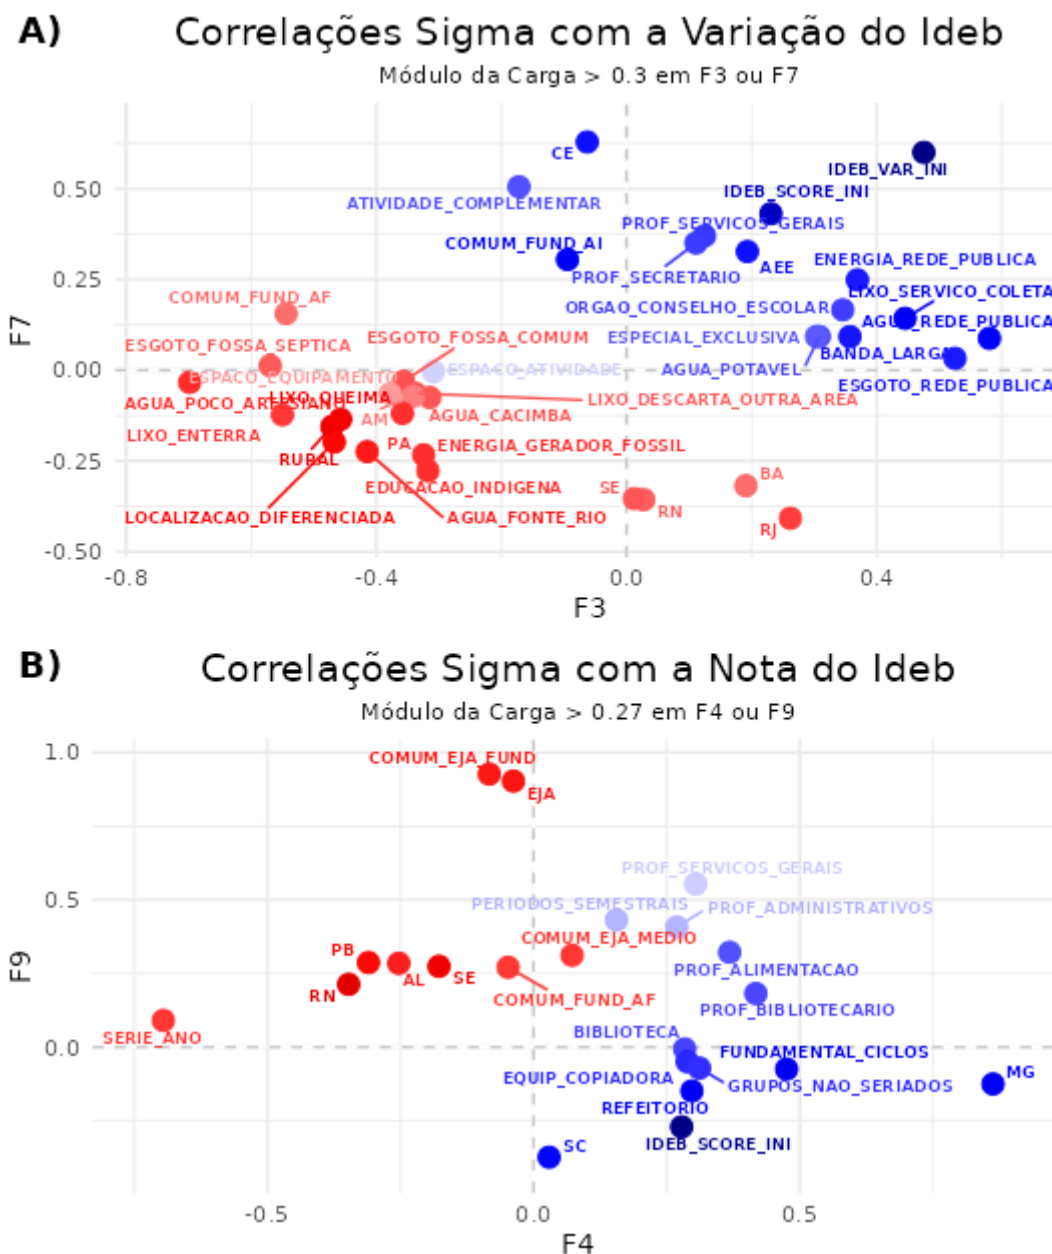 A)
Correlações Sigma com a Variação do Ideb
Módulo da Carga > 0.3 em F3 ou F7
CE
IDEB_VAR_INI
0.50
IDEB_SCORE_INI
ATIVIDADE_COMPLEMENTAR
PROF_SERVICOS_GERAIS
COMUM_FUND_AI
ENERGIA_REDE_PUBLICA
AEE
PROF_SECRETARIO
0.25
LIXO_SERVICO_COLETA
COMUM_FUND_AF
ORGAO_CONSELHO_ESCOLAR
F7
AGUA_REDE_PUBLICA
ESGOTO_FOSSA_COMUM
ESPECIAL_EXCLUSIVA
ESGOTO_FOSSA_SEPTICA
BANDA_LARGA
0.00
ESPACO_ATIVIDADE
AGUA_POTAVEL
ESPACO_EQUIPAMENTO
ESGOTO_REDE_PUBLICA
LIXO_QUEIMA
LIXO_DESCARTA_OUTRA_AREA
AGUA_POCO_ARTESIANO
AGUA_CACIMBA
AM
LIXO_ENTERRA
PA
ENERGIA_GERADOR_FOSSIL
RURAL
-0.25
BA
EDUCACAO_INDIGENA
SE
RN
LOCALIZACAO_DIFERENCIADA
AGUA_FONTE_RIO
RJ
-0.50
-0.8
-0.4
0.0
0.4
F3
B)
Correlações Sigma com a Nota do Ideb
Módulo da Carga > 0.27 em F4 ou F9
1.0
COMUM_EJA_FUND
EJA
PROF_SERVICOS_GERAIS
0.5
PERIODOS_SEMESTRAIS
PROF_ADMINISTRATIVOS
COMUM_EJA_MEDIO
PB
F9
PROF_ALIMENTACAO
AL
SE
RN
COMUM_FUND_AF
PROF_BIBLIOTECARIO
SERIE_ANO
BIBLIOTECA
0.0
FUNDAMENTAL_CICLOS
MG
EQUIP_COPIADORA
GRUPOS_NAO_SERIADOS
REFEITORIO
SC
IDEB_SCORE_INI
-0.5
0.0
0.5
F4